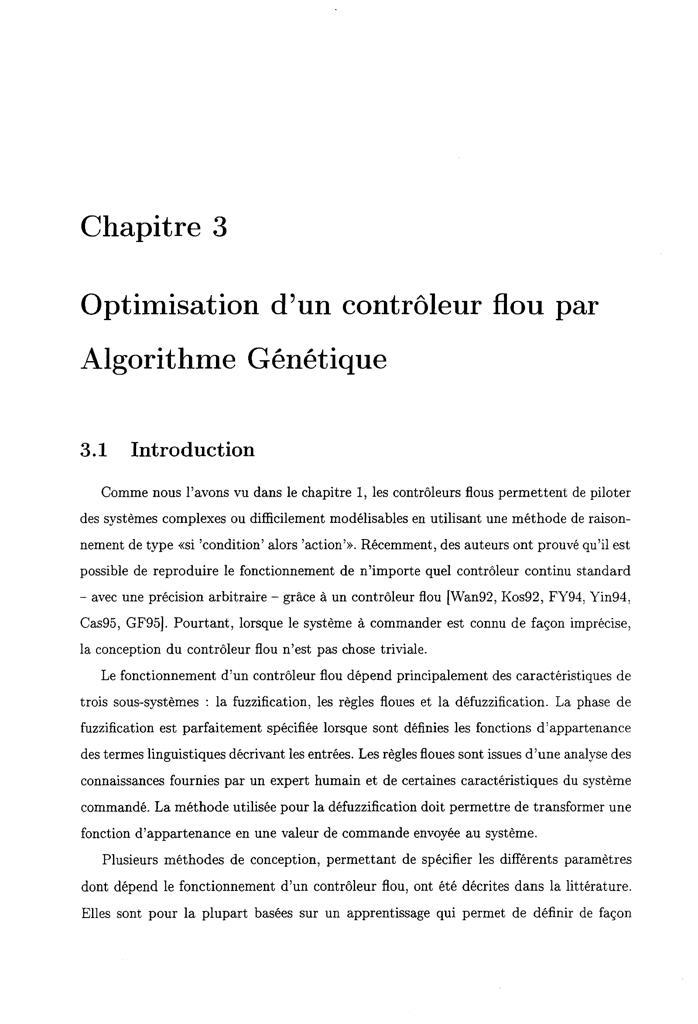 Chapitre 3
Optimisation d'un contrôleur flou par
Algorithme Génétique
3.1 Introduction
Comme nous l'avons vu dans le chapitre 1, les contrôleurs flous permettent de piloter
des systèmes complexes ou difficilement modélisables en utilisant une méthode de raison-
nement de type «si 'condition' alors 'action'». Récemment, des auteurs ont prouvé qu'il est
possible de reproduire le fonctionnement de n'importe quel contrôleur continu standard
– avec une précision arbitraire – grâce à un contrôleur flou [Wan92, Kos92, FY94, Yin94,
Cas95, GF95]. Pourtant, lorsque le système à commander est connu de façon imprécise,
la conception du contrôleur flou n'est pas chose triviale.
Le fonctionnement d'un contrôleur flou dépend principalement des caractéristiques de
trois sous-systèmes : la fuzzification, les règles floues et la défuzzification. La phase de
fuzzification est parfaitement spécifiée lorsque sont définies les fonctions d'appartenance
des termes linguistiques décrivant les entrées. Les règles floues sont issues d'une analyse des
connaissances fournies par un expert humain et de certaines caractéristiques du système
commandé. La méthode utilisée pour la défuzzification doit permettre de transformer une
fonction d'appartenance en une valeur de commande envoyée au système.
Plusieurs méthodes de conception, permettant de spécifier les différents paramètres
dont dépend le fonctionnement d'un contrôleur flou, ont été décrites dans la littérature.
Elles sont pour la plupart basées sur un apprentissage qui permet de définir de façon